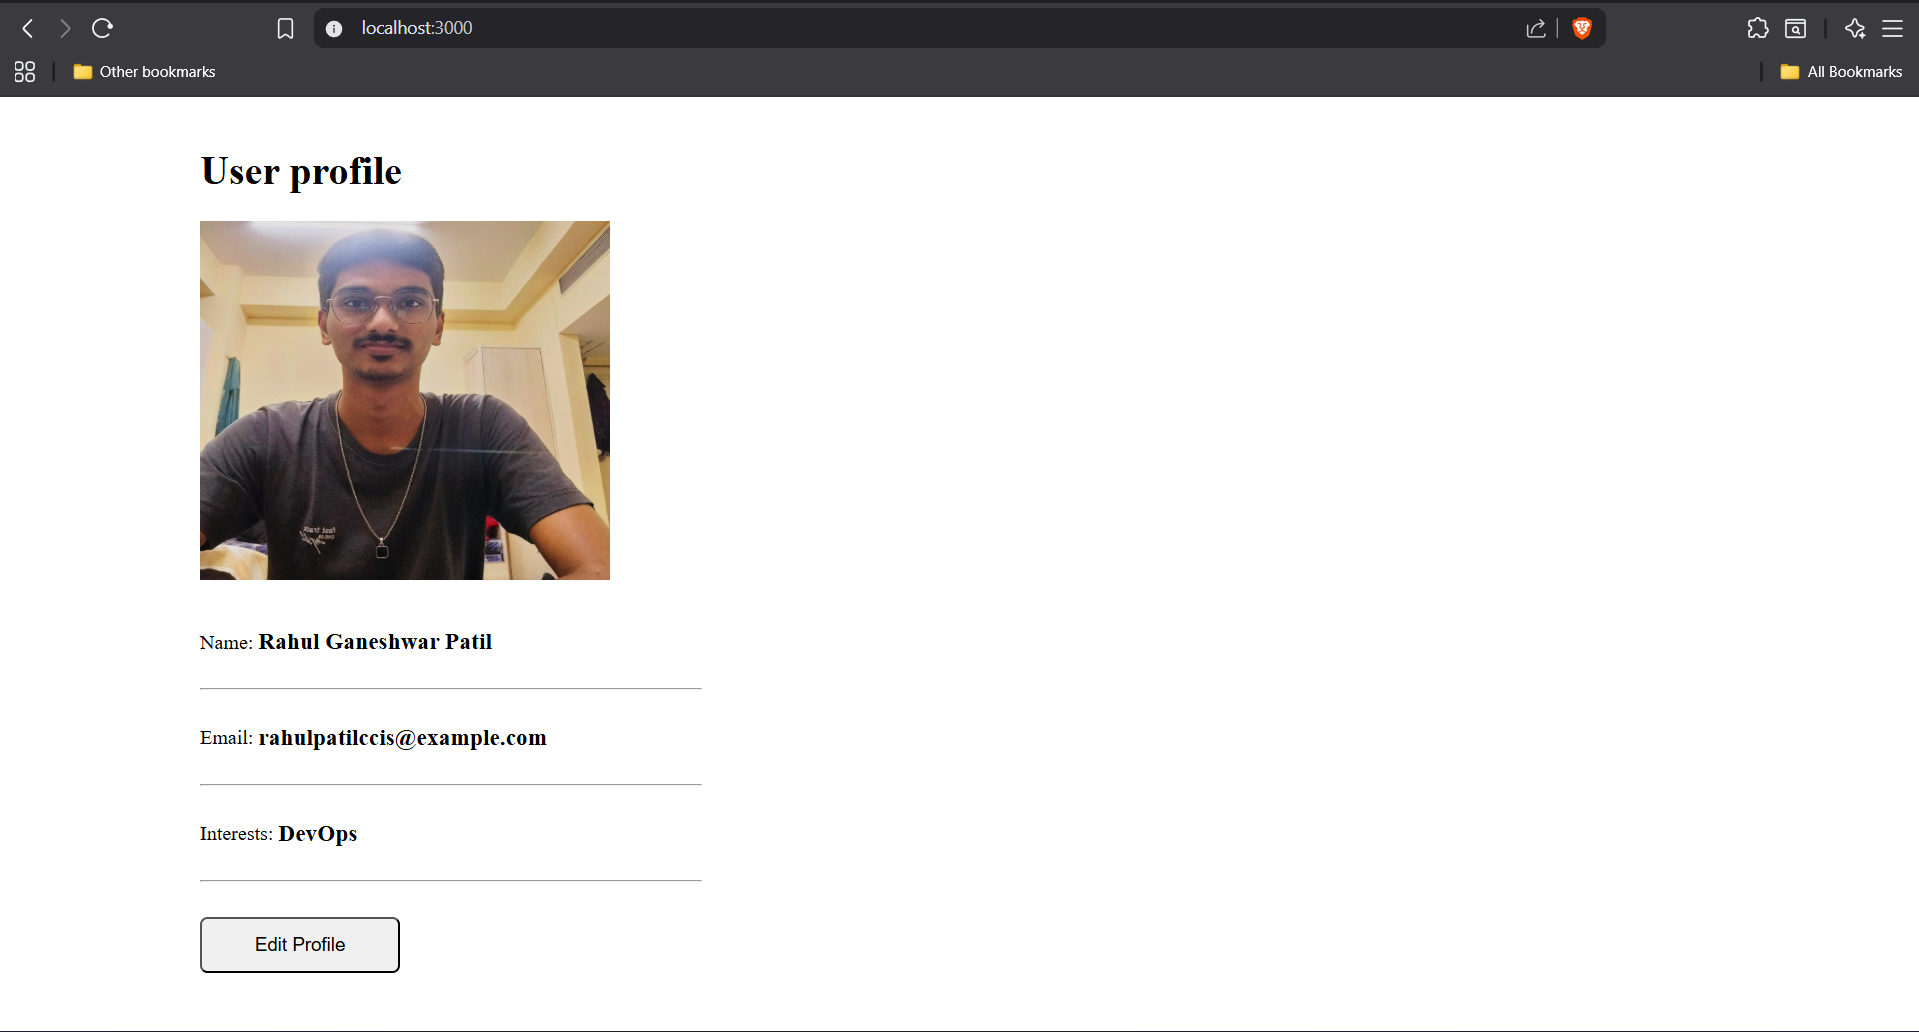 localhost:3000
Other bookmarks
All Bookmarks
User profile
Name: Rahul Ganeshwar Patil
Email: rahulpatilccis@example.com
Interests: DevOps
Edit Profile